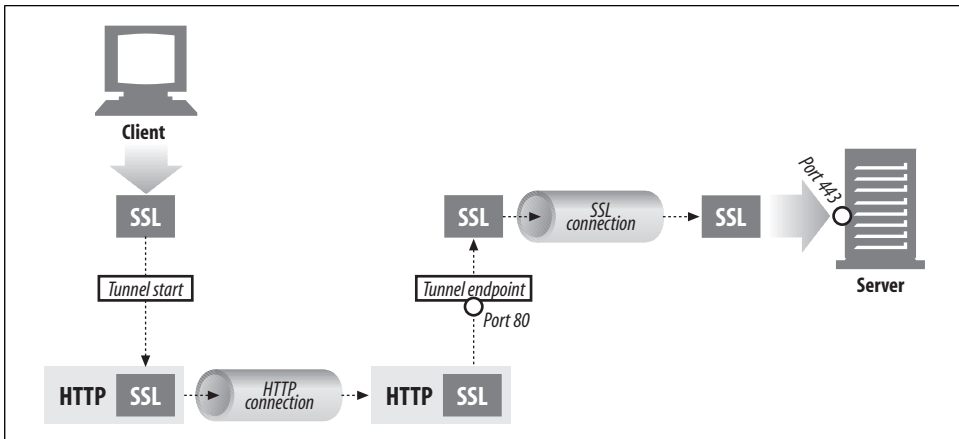 Client
SSL
Tunnel start
HTTP SSL
HTTP
connection
HTTP SSL
Port 80
Tunnel endpoint
SSL
SSL
connection
SSL
Port 443
Server